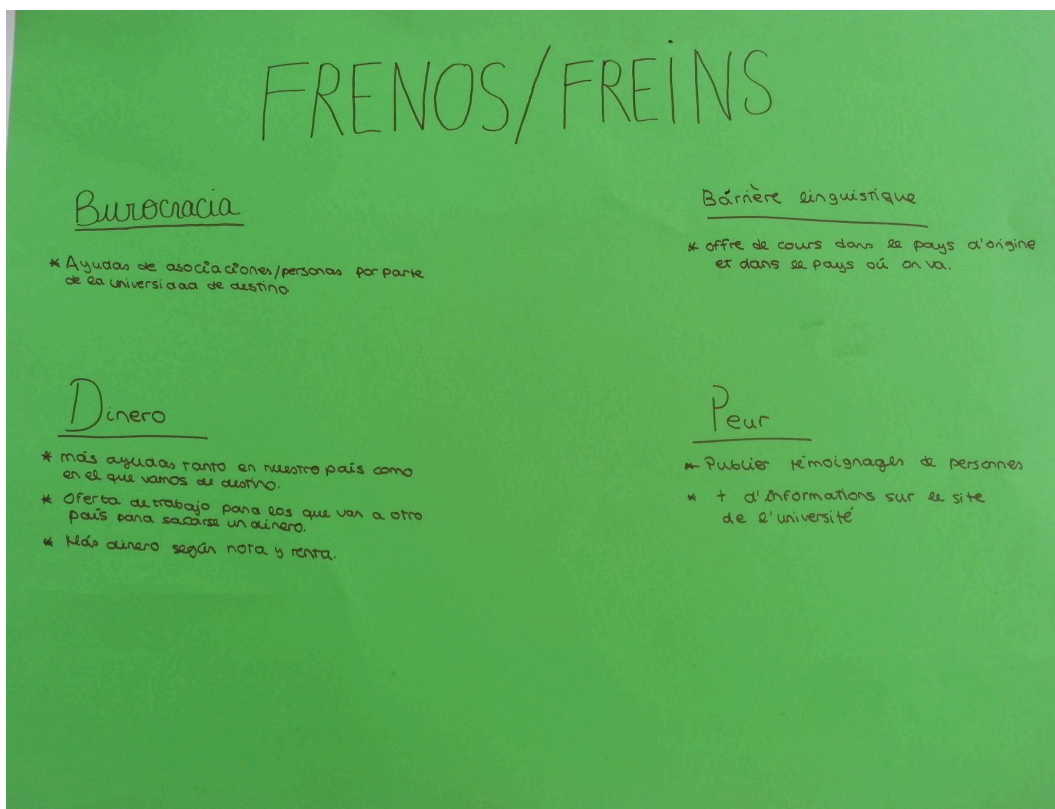 FRENOS/FREINS
Burocracia
* Ayudas de asociaciones/personas por parte
de la universidad de destino
Barrière linguistique
* offre de cours dans le pays d'origine
et dans le pays où on va.
Dinero
* más ayudas tanto en nuestro país como
en el que vamos de destino.
* Oferta de trabajo para los que van a otro
país para sacarse un dinero.
* Más dinero según nota y renta.
Peur
* Publier témoignages de personnes
* + d'informations sur le site
de l'université